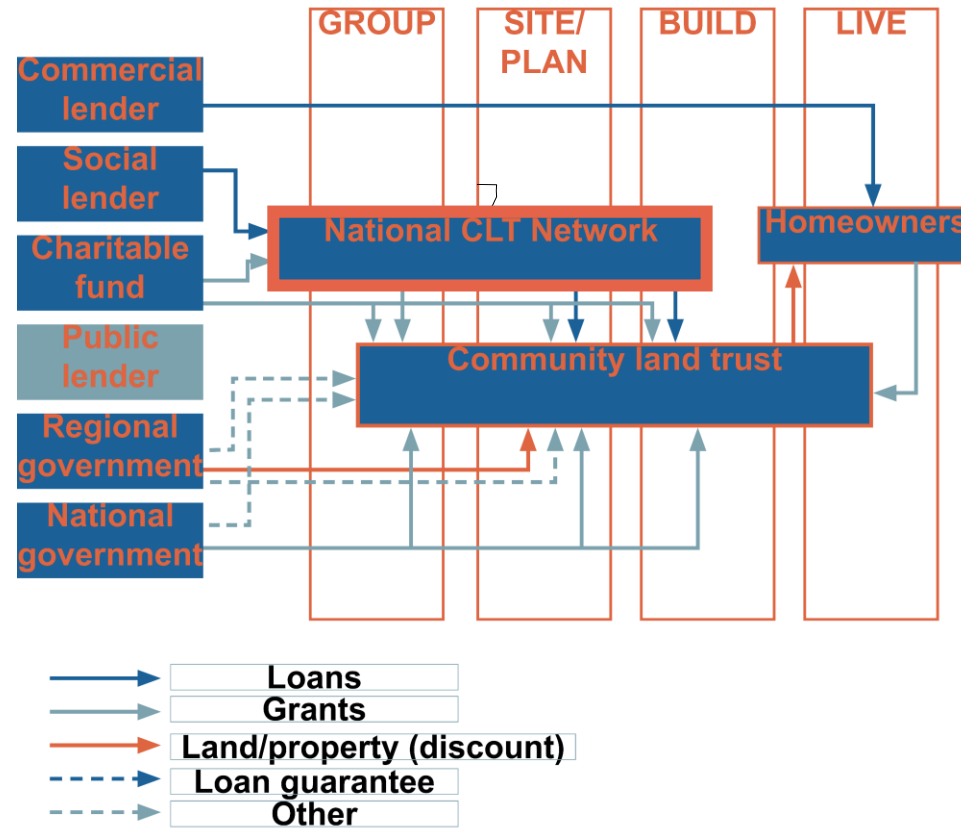 GROUP
SITE/
PLAN
BUILD
LIVE
Commercial
lender
Social
lender
Charitable
fund
Public
lender
Regional
government
National
government
National CLT Network
Homeowners
Community land trust
Loans
Grants
Land/property (discount)
Loan guarantee
Other